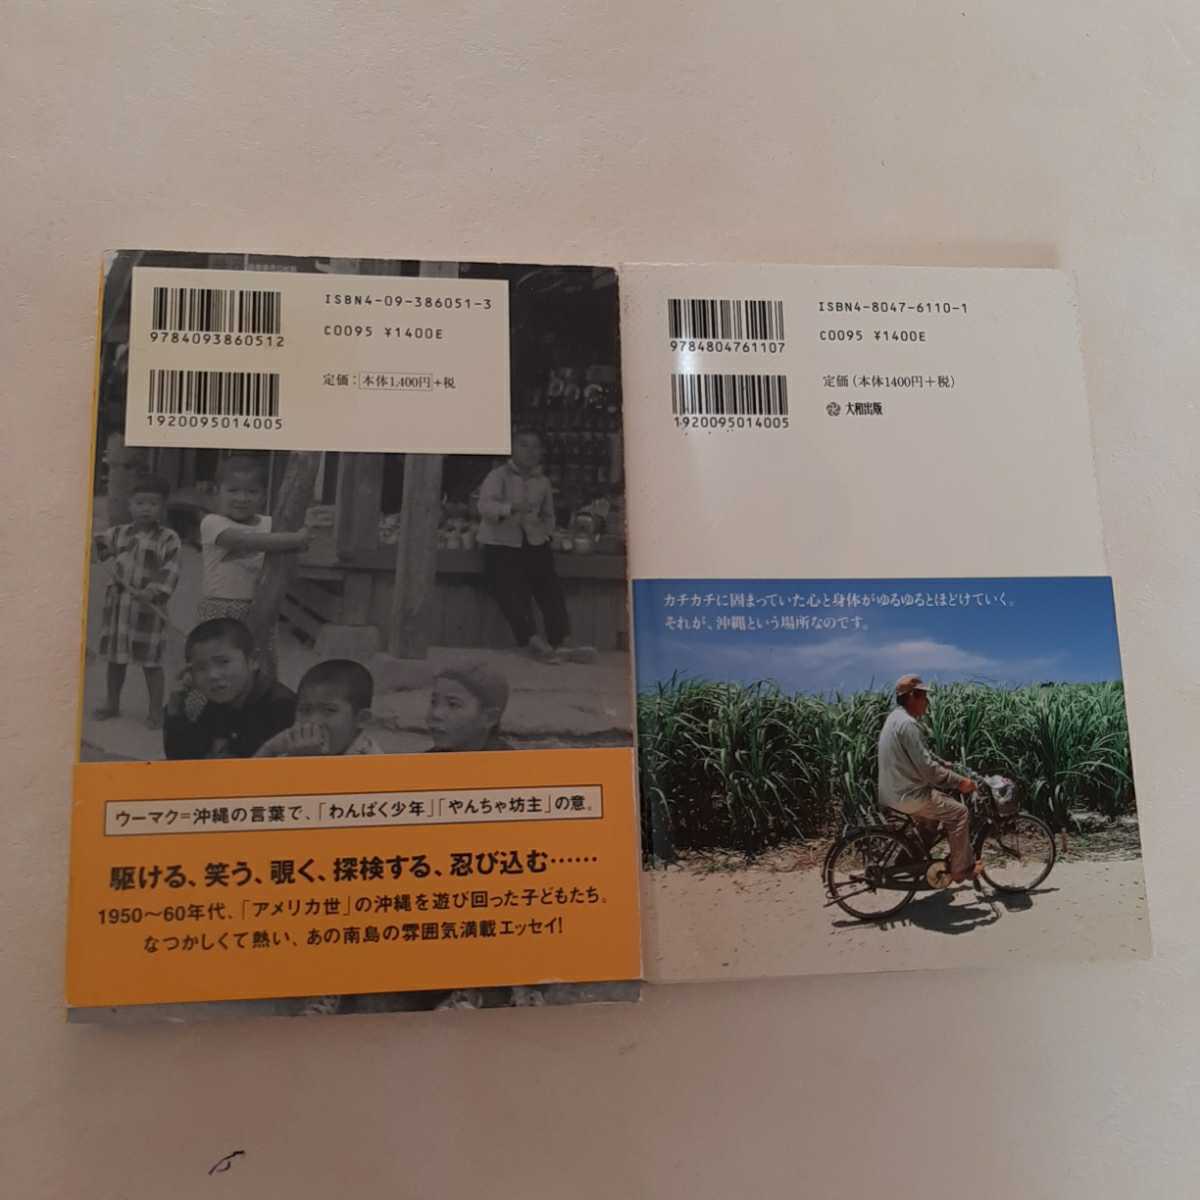 ISBN4-09-386051-3
C0095 ¥1400E
9784093860512
定価：本体1,400円+税
1920095014005
ウーマク=沖縄の言葉で、「わんぱく少年」「やんちゃ坊主」の意。
駆ける、笑う、覗く、探検する、忍び込む……
1950〜60年代、「アメリカ世」の沖縄を遊び回った子どもたち。
なつかしくて熱い、あの南島の雰囲気満載エッセイ!
ISBN4-8047-6110-1
C0095 ¥1400E
9784804761107
定価（本体1400円+税）
大和出版
1920095014005
カチカチに固まっていた心と身体がゆるゆるとほどけていく。
それが、沖縄という場所なのです。